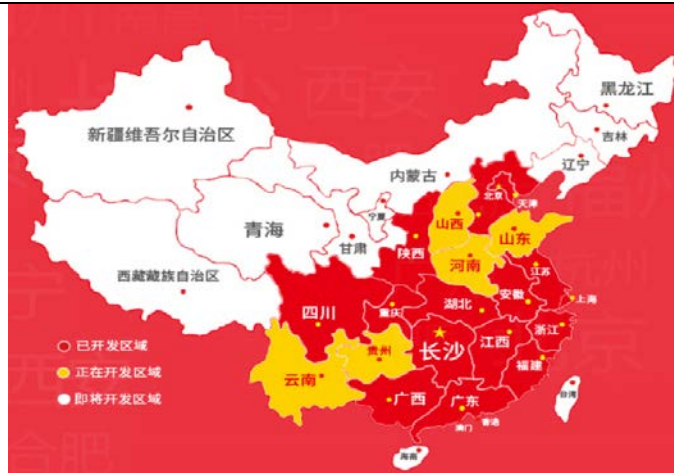 黑龙江
吉林
辽宁
新疆维吾尔自治区
内蒙古
北京
天津
宁夏
山西
青海
甘肃
山东
陕西
河南
西藏藏族自治区
江苏
安徽
上海
四川
重庆
湖北
浙江
长沙
江西
贵州
福建
云南
广西
广东
台湾
澳门
香港
海南
已开发区域
正在开发区域
即将开发区域
西安
合肥
京